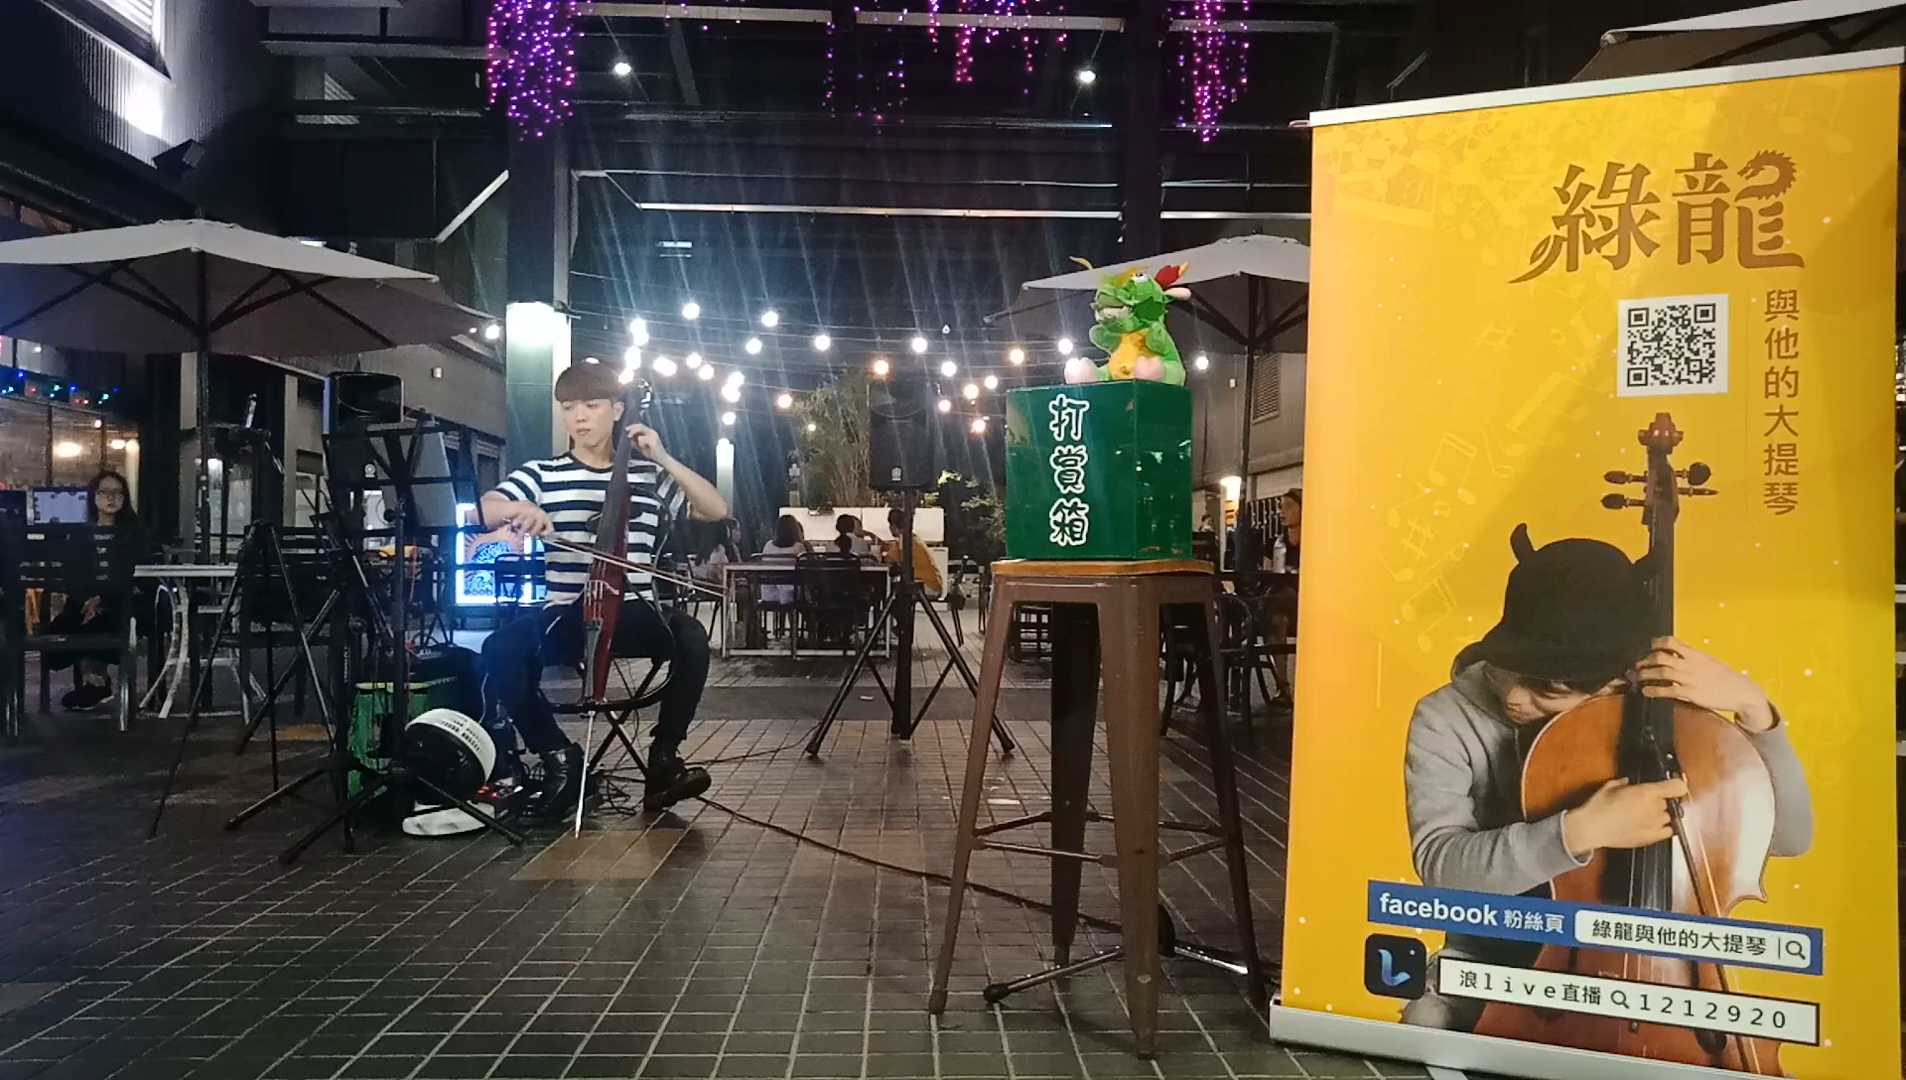 打賞箱
綠龍
與他的大提琴
facebook 粉絲頁 綠龍與他的大提琴
浪live直播 1212920